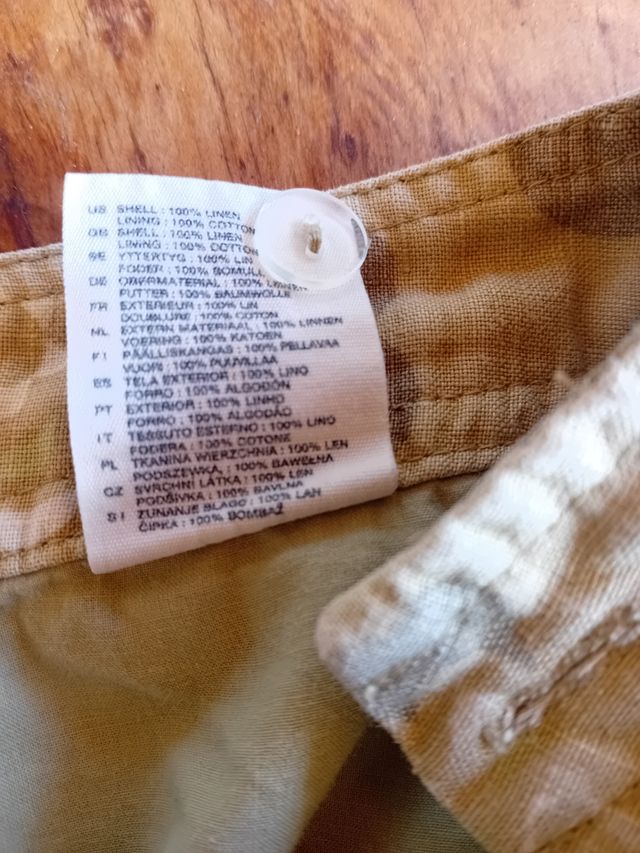 US SHELL : 100% LINEN
LINING : 100% COTTON
GB SHELL : 100% LINEN
LINING : 100% COTTON
SE YTTERTYG : 100% LIN
FODER : 100% BOMULL
DE OBERMATERIAL : 100% LEINEN
FUTTER : 100% BAUMWOLLE
FR EXTERIEUR : 100% LIN
DOUBLURE : 100% COTON
NL EXTERN MATERIAAL : 100% LINNEN
VOERING : 100% KATOEN
FI PÄÄLLISKANGAS : 100% PELLAVAA
VUORI : 100% PUUVILLAA
ES TELA EXTERIOR : 100% LINO
FORRO : 100% ALGODÓN
PT EXTERIOR : 100% LINHO
FORRO : 100% ALGODÃO
IT TESSUTO ESTERNO : 100% LINO
FODERA : 100% COTONE
PL TKANINA WIERZCHNIA : 100% LEN
PODSZEWKA : 100% BAWEŁNA
CZ SVRCHNI LÁTKA : 100% LEN
PODŠÍVKA : 100% BAVLNA
SI ZUNANJE BLAGO : 100% LAN
ČIPKA : 100% BOMBAŽ